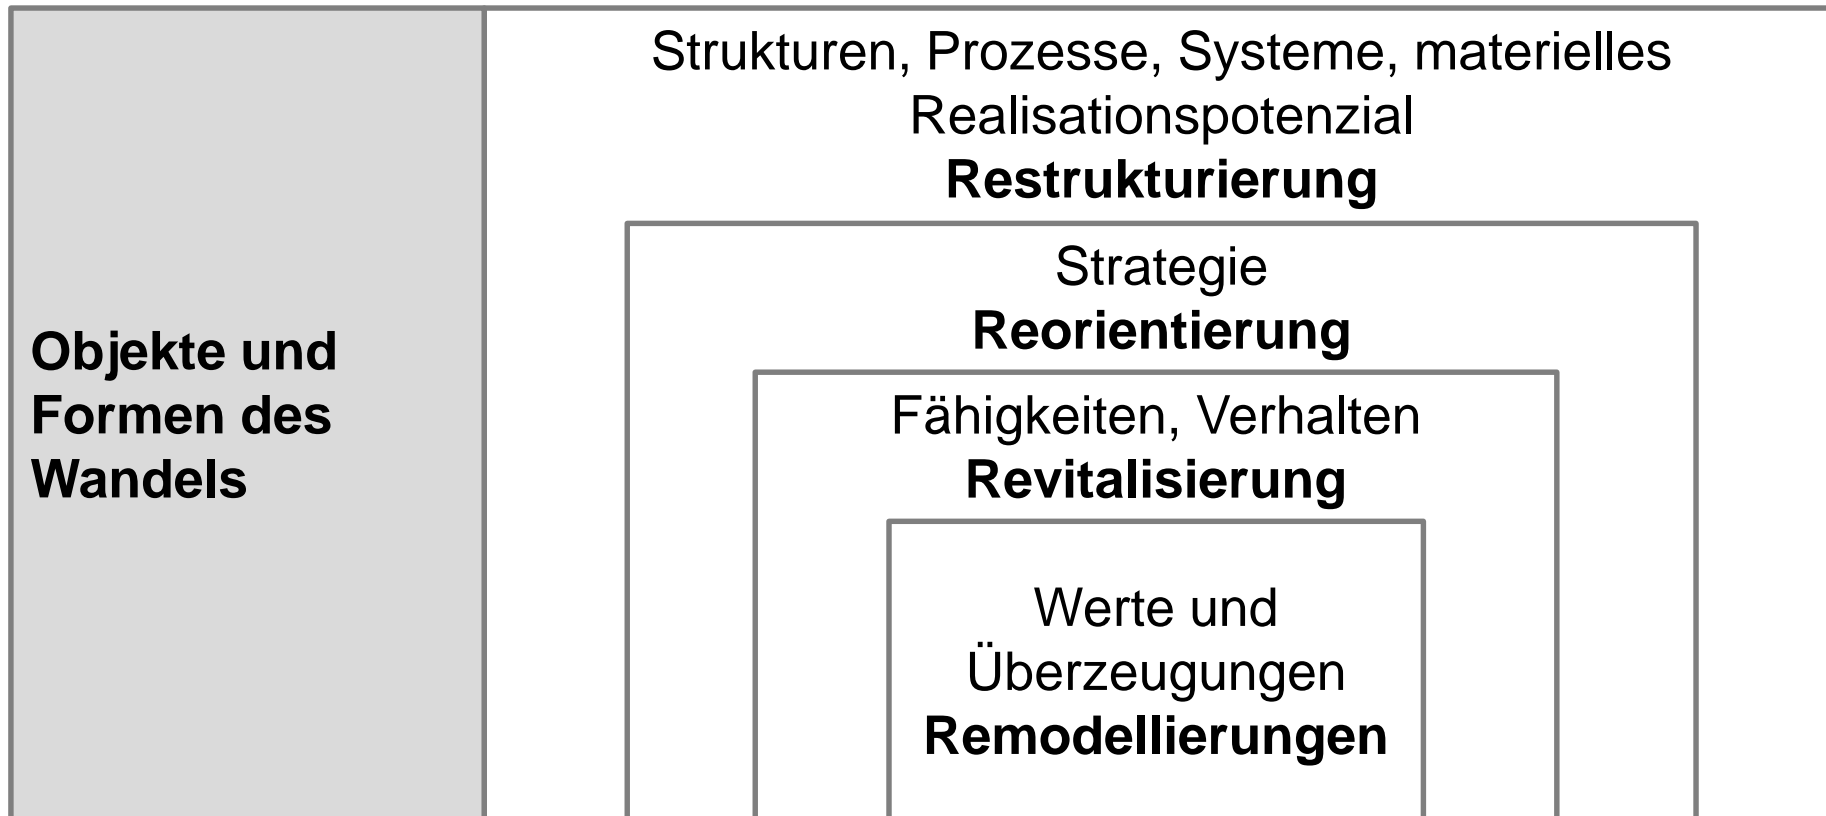 Objekte und
Formen des
Wandels
Strukturen, Prozesse, Systeme, materielles
Realisationspotenzial
Restrukturierung
Strategie
Reorientierung
Fähigkeiten, Verhalten
Revitalisierung
Werte und
Überzeugungen
Remodellierungen